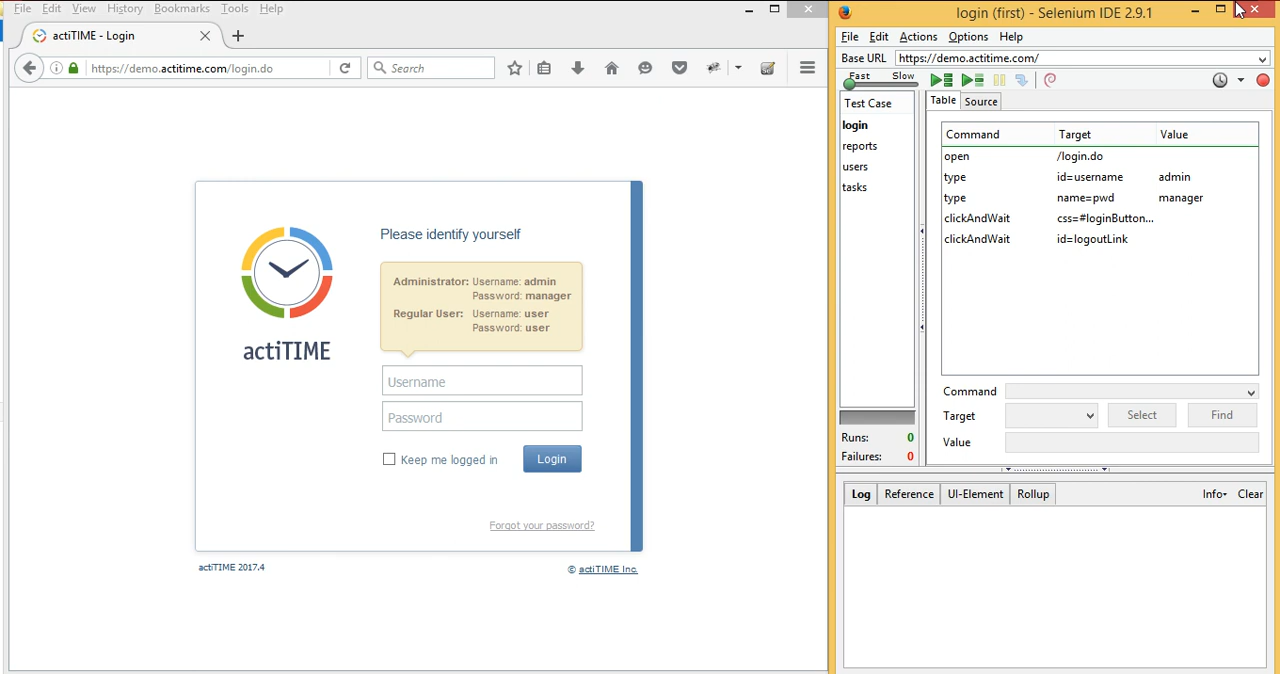 File Edit View History Bookmarks Tools Help
actiTIME - Login
https://demo.actitime.com/login.do
Search
Please identify yourself
Administrator: Username: admin
Password: manager
Regular User: Username: user
Password: user
actiTIME
Username
Password
Keep me logged in
Login
Forgot your password?
actiTIME 2017.4
© actiTIME Inc.
login (first) - Selenium IDE 2.9.1
File Edit Actions Options Help
Base URL https://demo.actitime.com/
Fast Slow
Test Case
login
reports
users
tasks
Runs: 0
Failures: 0
Table Source
Command Target Value
open /login.do
type id=username admin
type name=pwd manager
clickAndWait css=#loginButton...
clickAndWait id=logoutLink
Command
Target Select Find
Value
Log Reference UI-Element Rollup Info Clear